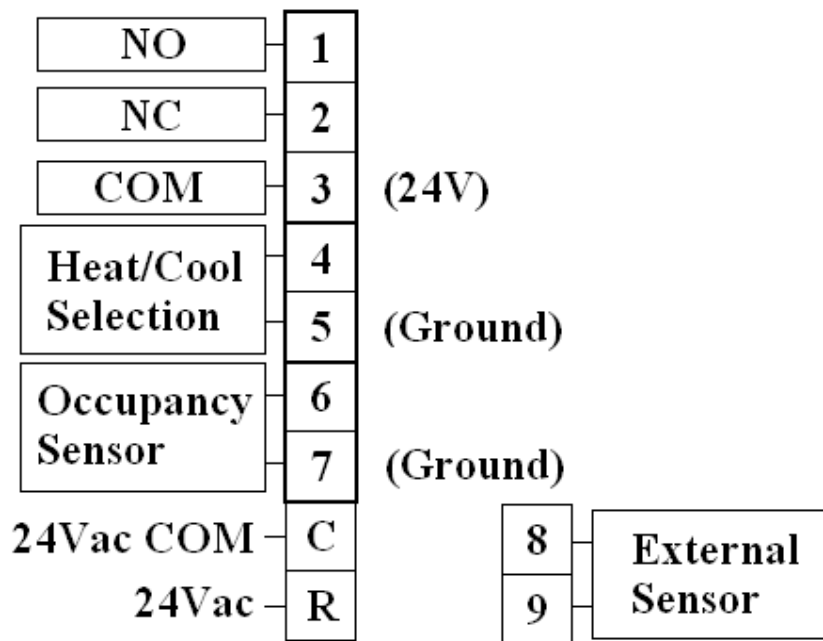 NO 1
NC 2
COM 3 (24V)
Heat/Cool 4
Selection 5 (Ground)
Occupancy 6
Sensor 7 (Ground)
24Vac COM C 8 External
24Vac R 9 Sensor